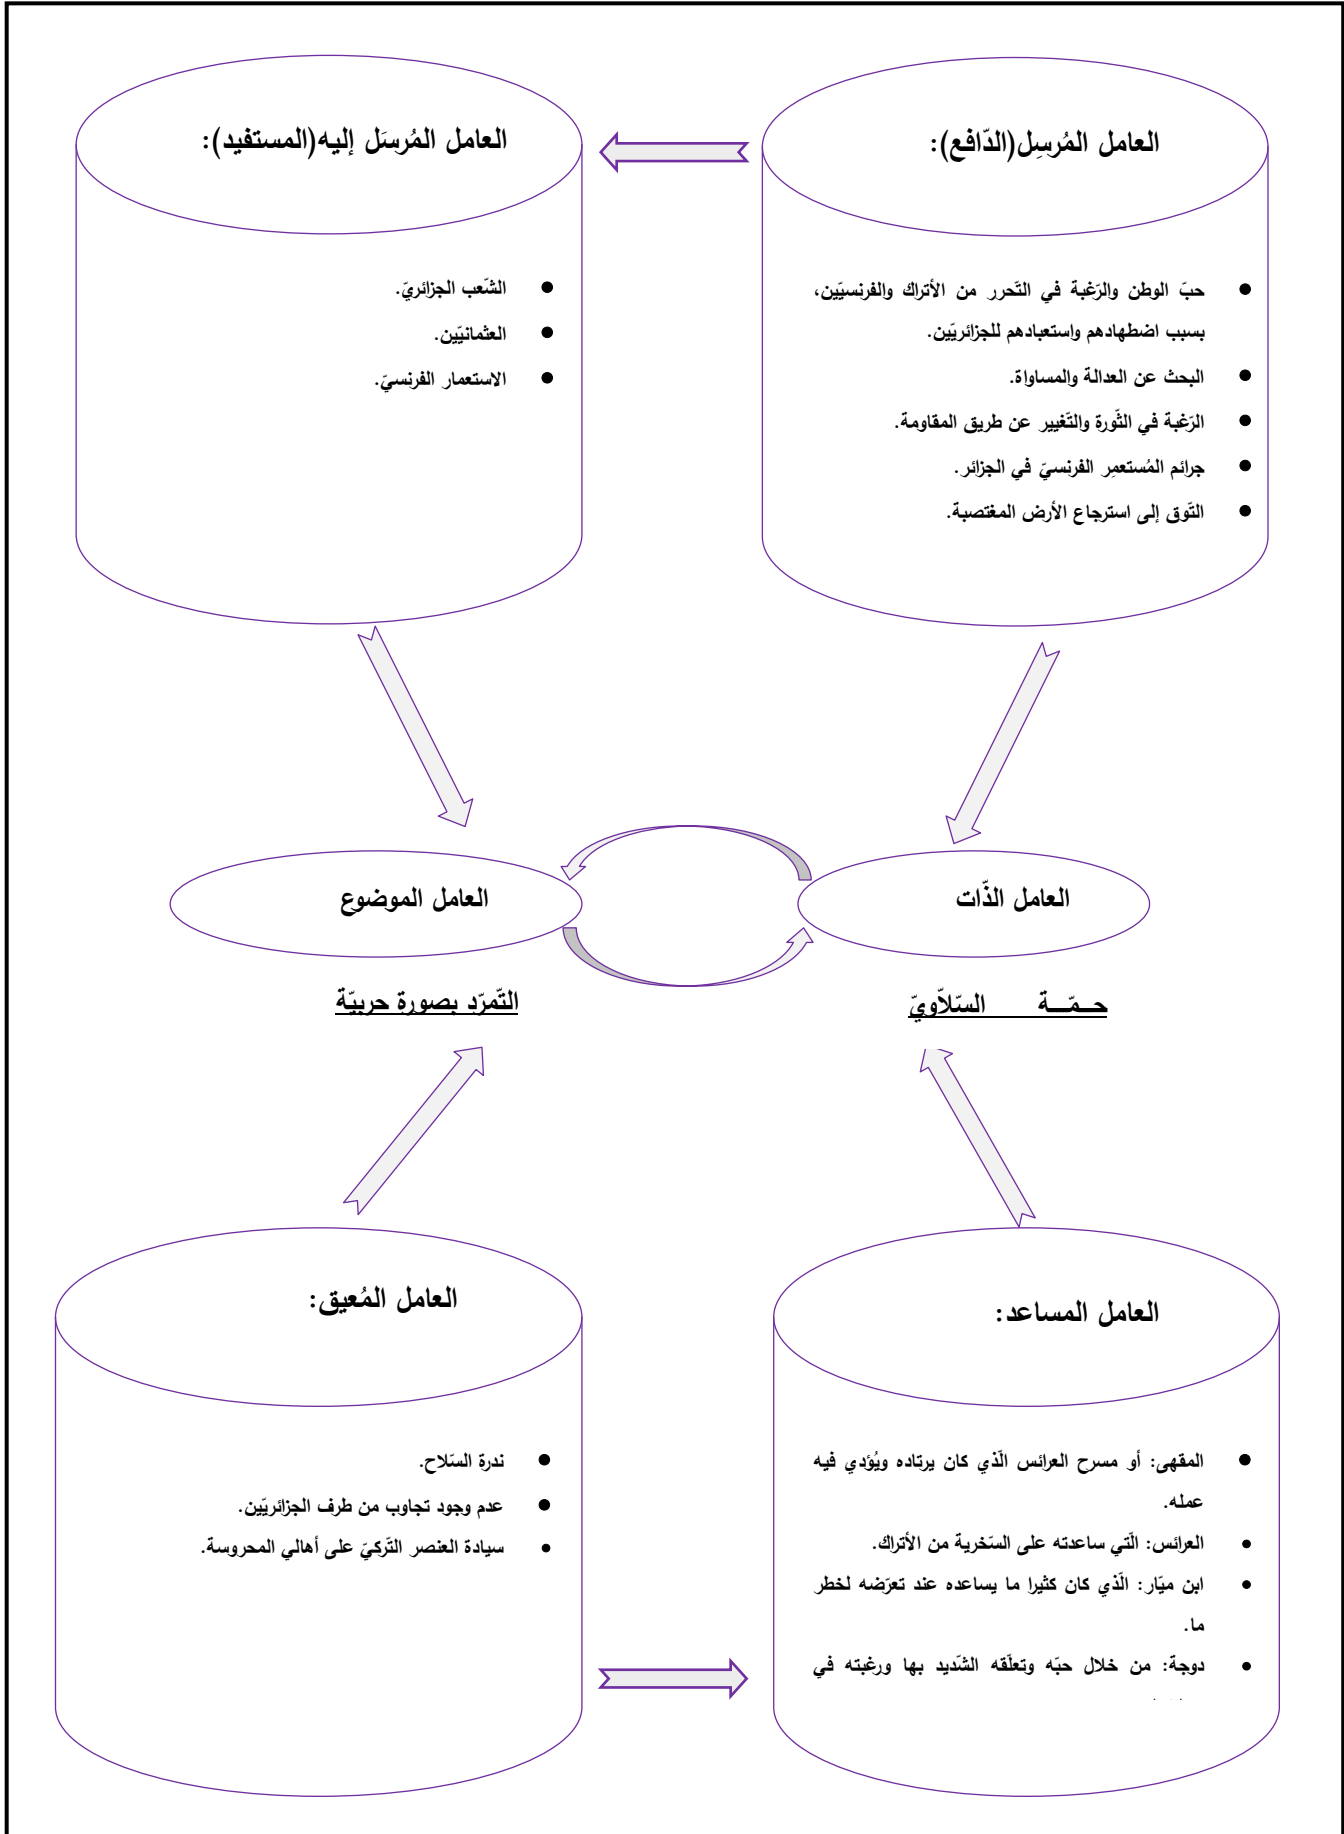 العامل المُرسِل(الدّافع):
حبّ الوطن والرّغبة في التّحرر من الأتراك والفرنسيّين،
بسبب اضطهادهم واستعبادهم للجزائريّين.
البحث عن العدالة والمساواة.
الرّغبة في الثّورة والتّغيير عن طريق المقاومة.
جرائم المُستعمِر الفرنسيّ في الجزائر.
التّوق إلى استرجاع الأرض المغتصبة.
العامل المُرسَل إليه(المستفيد):
الشّعب الجزائريّ.
العثمانيّين.
الاستعمار الفرنسيّ.
العامل الذّات
العامل الموضوع
حـمّـة السّلاّويّ
التّمرّد بصورة حربيّة
العامل المساعد:
المقهى: أو مسرح العرائس الّذي كان يرتاده ويُؤدي فيه
عمله.
العرائس: الّتي ساعدته على السّخرية من الأتراك.
ابن ميّار: الّذي كان كثيرا ما يساعده عند تعرّضه لخطر
ما.
دوجة: من خلال حبّه وتعلّقه الشّديد بها ورغبته في
العامل المُعيق:
ندرة السّلاح.
عدم وجود تجاوب من طرف الجزائريّين.
سيادة العنصر التّركيّ على أهالي المحروسة.